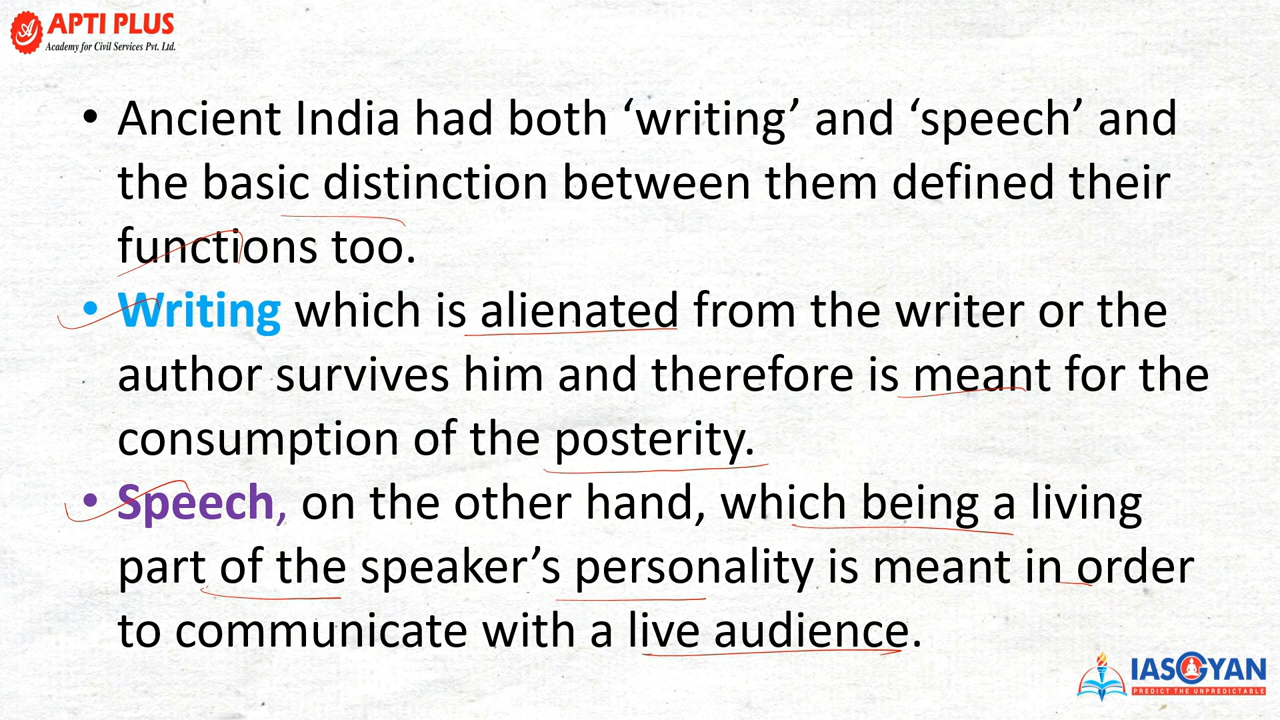 APTI PLUS
Academy for Civil Services Pvt. Ltd.
• Ancient India had both ‘writing’ and ‘speech’ and
the basic distinction between them defined their
functions too.
• Writing which is alienated from the writer or the
author survives him and therefore is meant for the
consumption of the posterity.
• Speech, on the other hand, which being a living
part of the speaker’s personality is meant in order
to communicate with a live audience.
IASGYAN
PREDICT THE UNPREDICTABLE